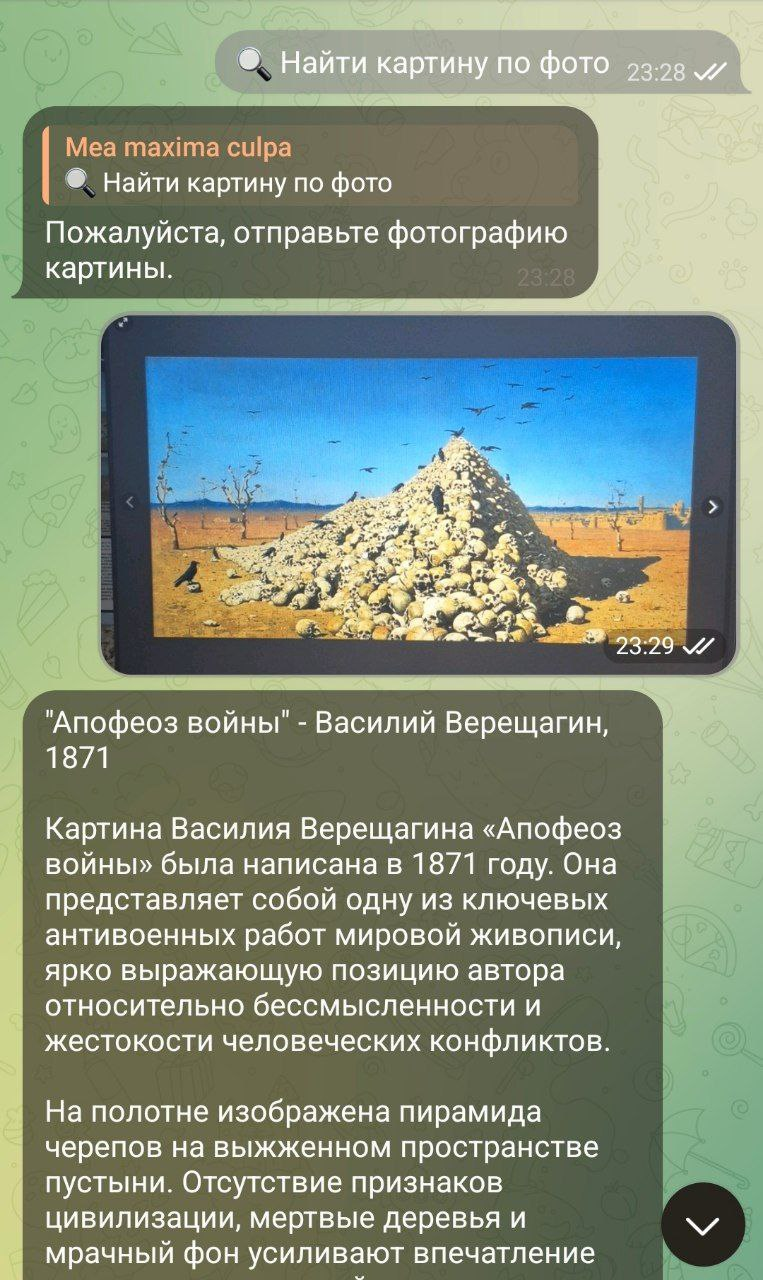 🔍 Найти картину по фото 23:28
Mea maxima culpa
🔍 Найти картину по фото
Пожалуйста, отправьте фотографию
картины. 23:28
23:29
"Апофеоз войны" - Василий Верещагин,
1871
Картина Василия Верещагина «Апофеоз
войны» была написана в 1871 году. Она
представляет собой одну из ключевых
антивоенных работ мировой живописи,
ярко выражающую позицию автора
относительно бессмысленности и
жестокости человеческих конфликтов.
На полотне изображена пирамида
черепов на выжженном пространстве
пустыни. Отсутствие признаков
цивилизации, мертвые деревья и
мрачный фон усиливают впечатление